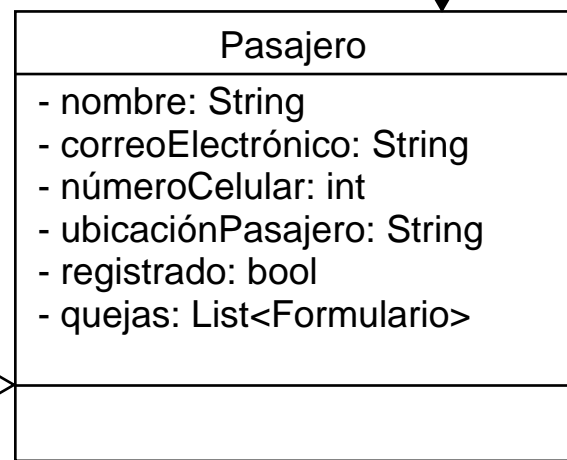 Pasajero
- nombre: String
- correoElectrónico: String
- númeroCelular: int
- ubicaciónPasajero: String
- registrado: bool
- quejas: List<Formulario>